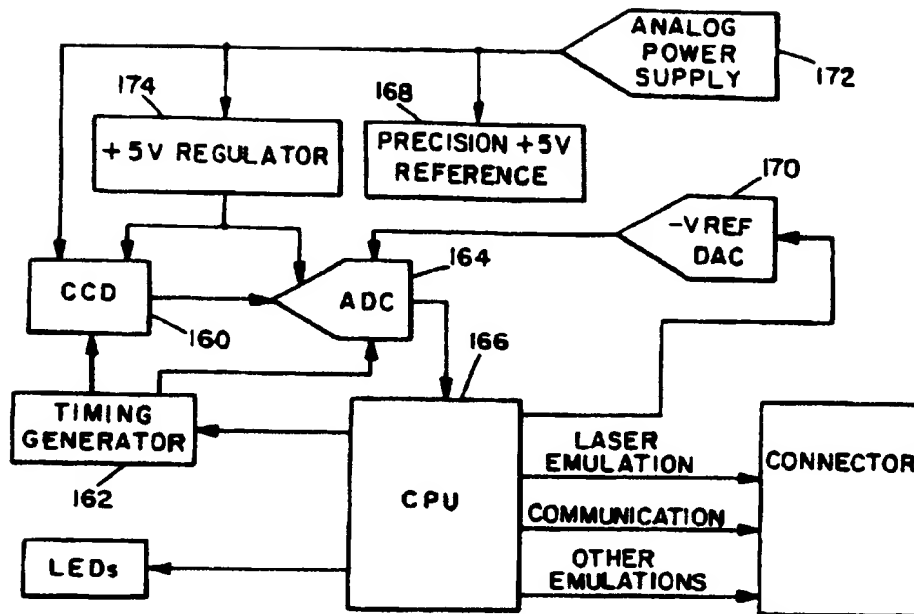 ANALOG
POWER
SUPPLY
172
174
+5V REGULATOR
168
PRECISION +5V
REFERENCE
170
-VREF
DAC
CCD
160
ADC
164
166
TIMING
GENERATOR
162
CPU
LASER
EMULATION
COMMUNICATION
OTHER
EMULATIONS
CONNECTOR
LEDs